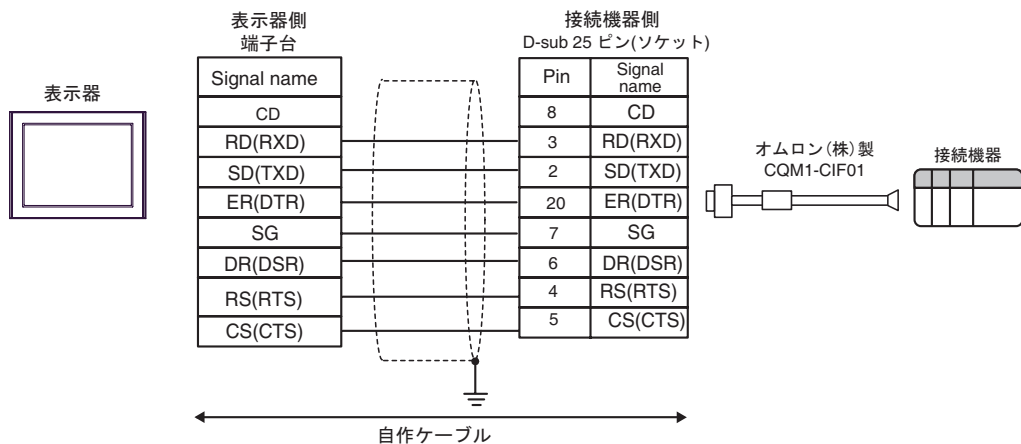 表示器
表示器側
端子台
Signal name
CD
RD(RXD)
SD(TXD)
ER(DTR)
SG
DR(DSR)
RS(RTS)
CS(CTS)
接続機器側
D-sub 25 ピン(ソケット)
Pin Signal name
8 CD
3 RD(RXD)
2 SD(TXD)
20 ER(DTR)
7 SG
6 DR(DSR)
4 RS(RTS)
5 CS(CTS)
オムロン(株)製
CQM1-CIF01
接続機器
自作ケーブル